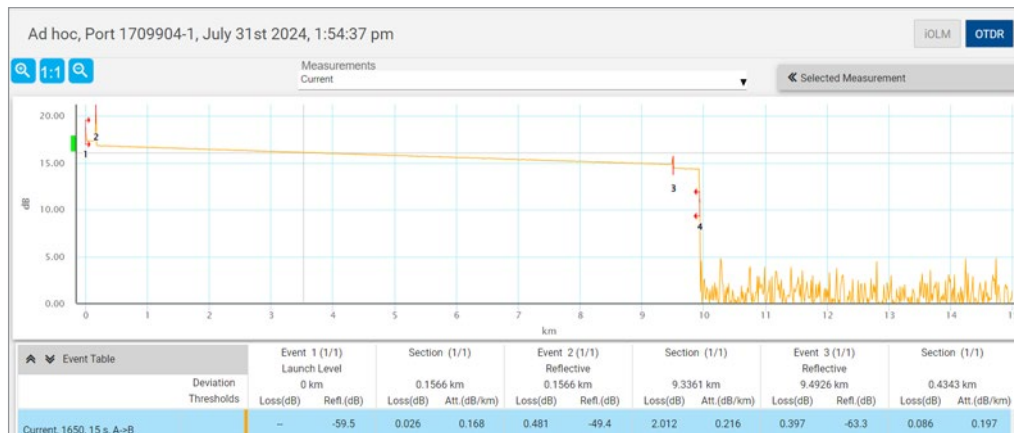 Ad hoc, Port 1709904-1, July 31st 2024, 1:54:37 pm
iOLM
OTDR
1:1
Measurements
Current
Selected Measurement
20.00
15.00
10.00
5.00
0.00
dB
1
2
3
4
0 1 2 3 4 5 6 7 8 9 10 11 12 13 14
km
Event Table
Event 1 (1/1) Section (1/1) Event 2 (1/1) Section (1/1) Event 3 (1/1) Section (1/1)
Launch Level Reflective Reflective
Deviation 0 km 0.1566 km 0.1566 km 9.3361 km 9.4926 km 0.4343 km
Thresholds Loss(dB) Refl.(dB) Loss(dB) Att.(dB/km) Loss(dB) Refl.(dB) Loss(dB) Att.(dB/km) Loss(dB) Refl.(dB) Loss(dB) Att.(dB/km)
Current, 1650, 15 s, A->B -- -59.5 0.026 0.168 0.481 -49.4 2.012 0.216 0.397 -63.3 0.086 0.197